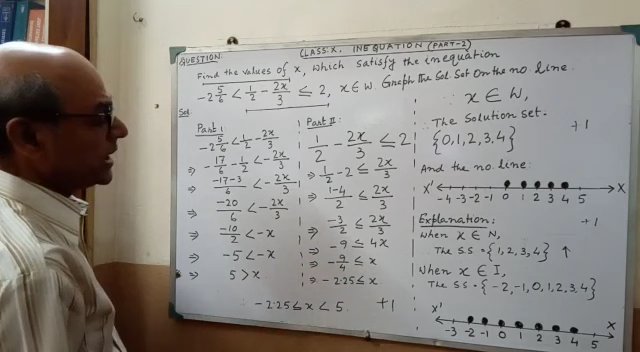 CLASS:X, INEQUATION (PART-2)
QUESTION:
Find the values of x, which satisfy the inequation
-2 5/6 < 1/2 - 2x/3 ≤ 2, x ∈ W. Graph the Sol. Set On the no. line.
Sol:
Part I
-2 5/6 < 1/2 - 2x/3
⇒ -17/6 - 1/2 < -2x/3
⇒ -17-3/6 < -2x/3
⇒ -20/6 < -2x/3
⇒ -10/2 < -x
⇒ -5 < -x
⇒ 5 > x
Part II
1/2 - 2x/3 ≤ 2
⇒ 1/2 - 2 ≤ 2x/3
⇒ 1-4/2 ≤ 2x/3
⇒ -3/2 ≤ 2x/3
⇒ -9 ≤ 4x
⇒ -9/4 ≤ x
⇒ -2.25 ≤ x
∴ -2.25 ≤ x < 5 +1
∵ x ∈ W,
∴ The Solution set.
{0,1,2,3,4} +1
And the no. line:
X' -4 -3 -2 -1 0 1 2 3 4 5 X
+1
Explanation:
When x ∈ N,
The S.S = {1,2,3,4} ↑
When x ∈ I,
The S.S = {-2,-1,0,1,2,3,4}
X' -3 -2 -1 0 1 2 3 4 5 X